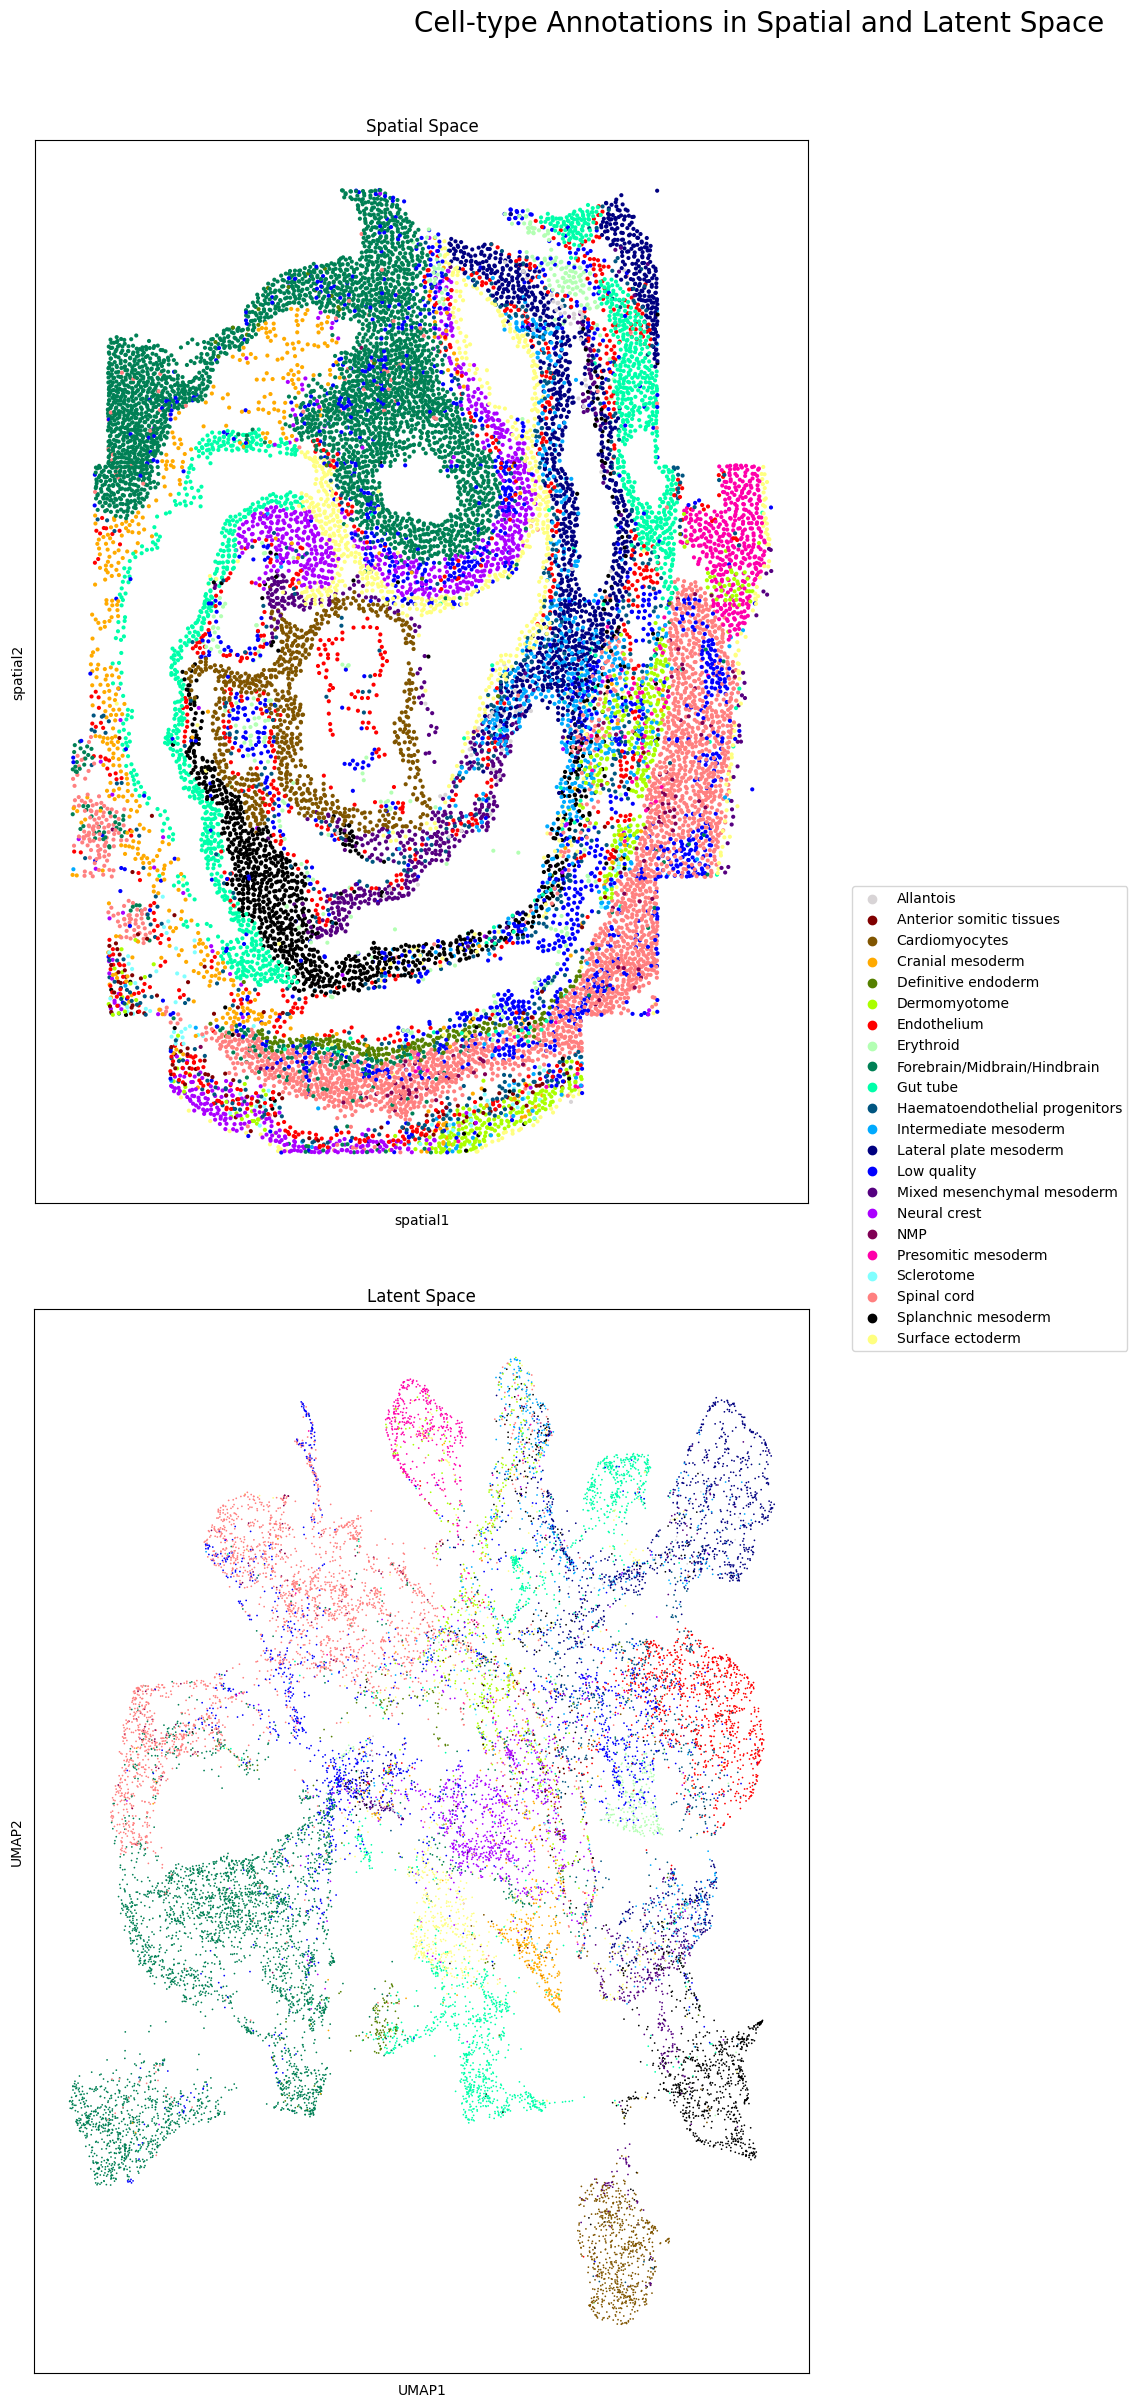 Cell-type Annotations in Spatial and Latent Space
Spatial Space
spatial2
spatial1
Allantois
Anterior somitic tissues
Cardiomyocytes
Cranial mesoderm
Definitive endoderm
Dermomyotome
Endothelium
Erythroid
Forebrain/Midbrain/Hindbrain
Gut tube
Haematoendothelial progenitors
Intermediate mesoderm
Lateral plate mesoderm
Low quality
Mixed mesenchymal mesoderm
Neural crest
NMP
Presomitic mesoderm
Sclerotome
Spinal cord
Splanchnic mesoderm
Surface ectoderm
Latent Space
UMAP2
UMAP1